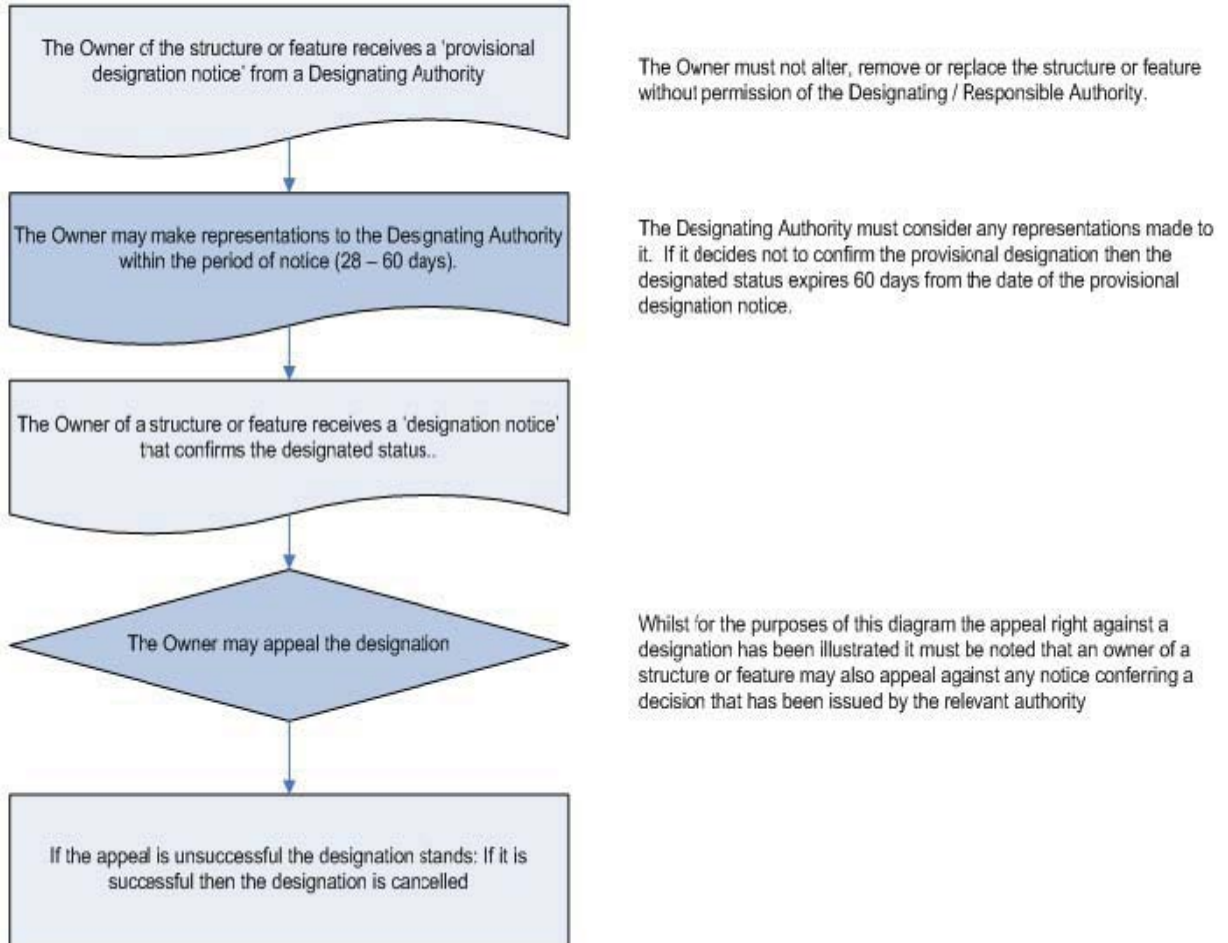 The Owner of the structure or feature receives a 'provisional
designation notice' from a Designating Authority
The Owner must not alter, remove or replace the structure or feature
without permission of the Designating / Responsible Authority.
The Owner may make representations to the Designating Authority
within the period of notice (28 – 60 days).
The Designating Authority must consider any representations made to
it. If it decides not to confirm the provisional designation then the
designated status expires 60 days from the date of the provisional
designation notice.
The Owner of a structure or feature receives a 'designation notice'
that confirms the designated status..
The Owner may appeal the designation
Whilst for the purposes of this diagram the appeal right against a
designation has been illustrated it must be noted that an owner of a
structure or feature may also appeal against any notice conferring a
decision that has been issued by the relevant authority
If the appeal is unsuccessful the designation stands: If it is
successful then the designation is cancelled